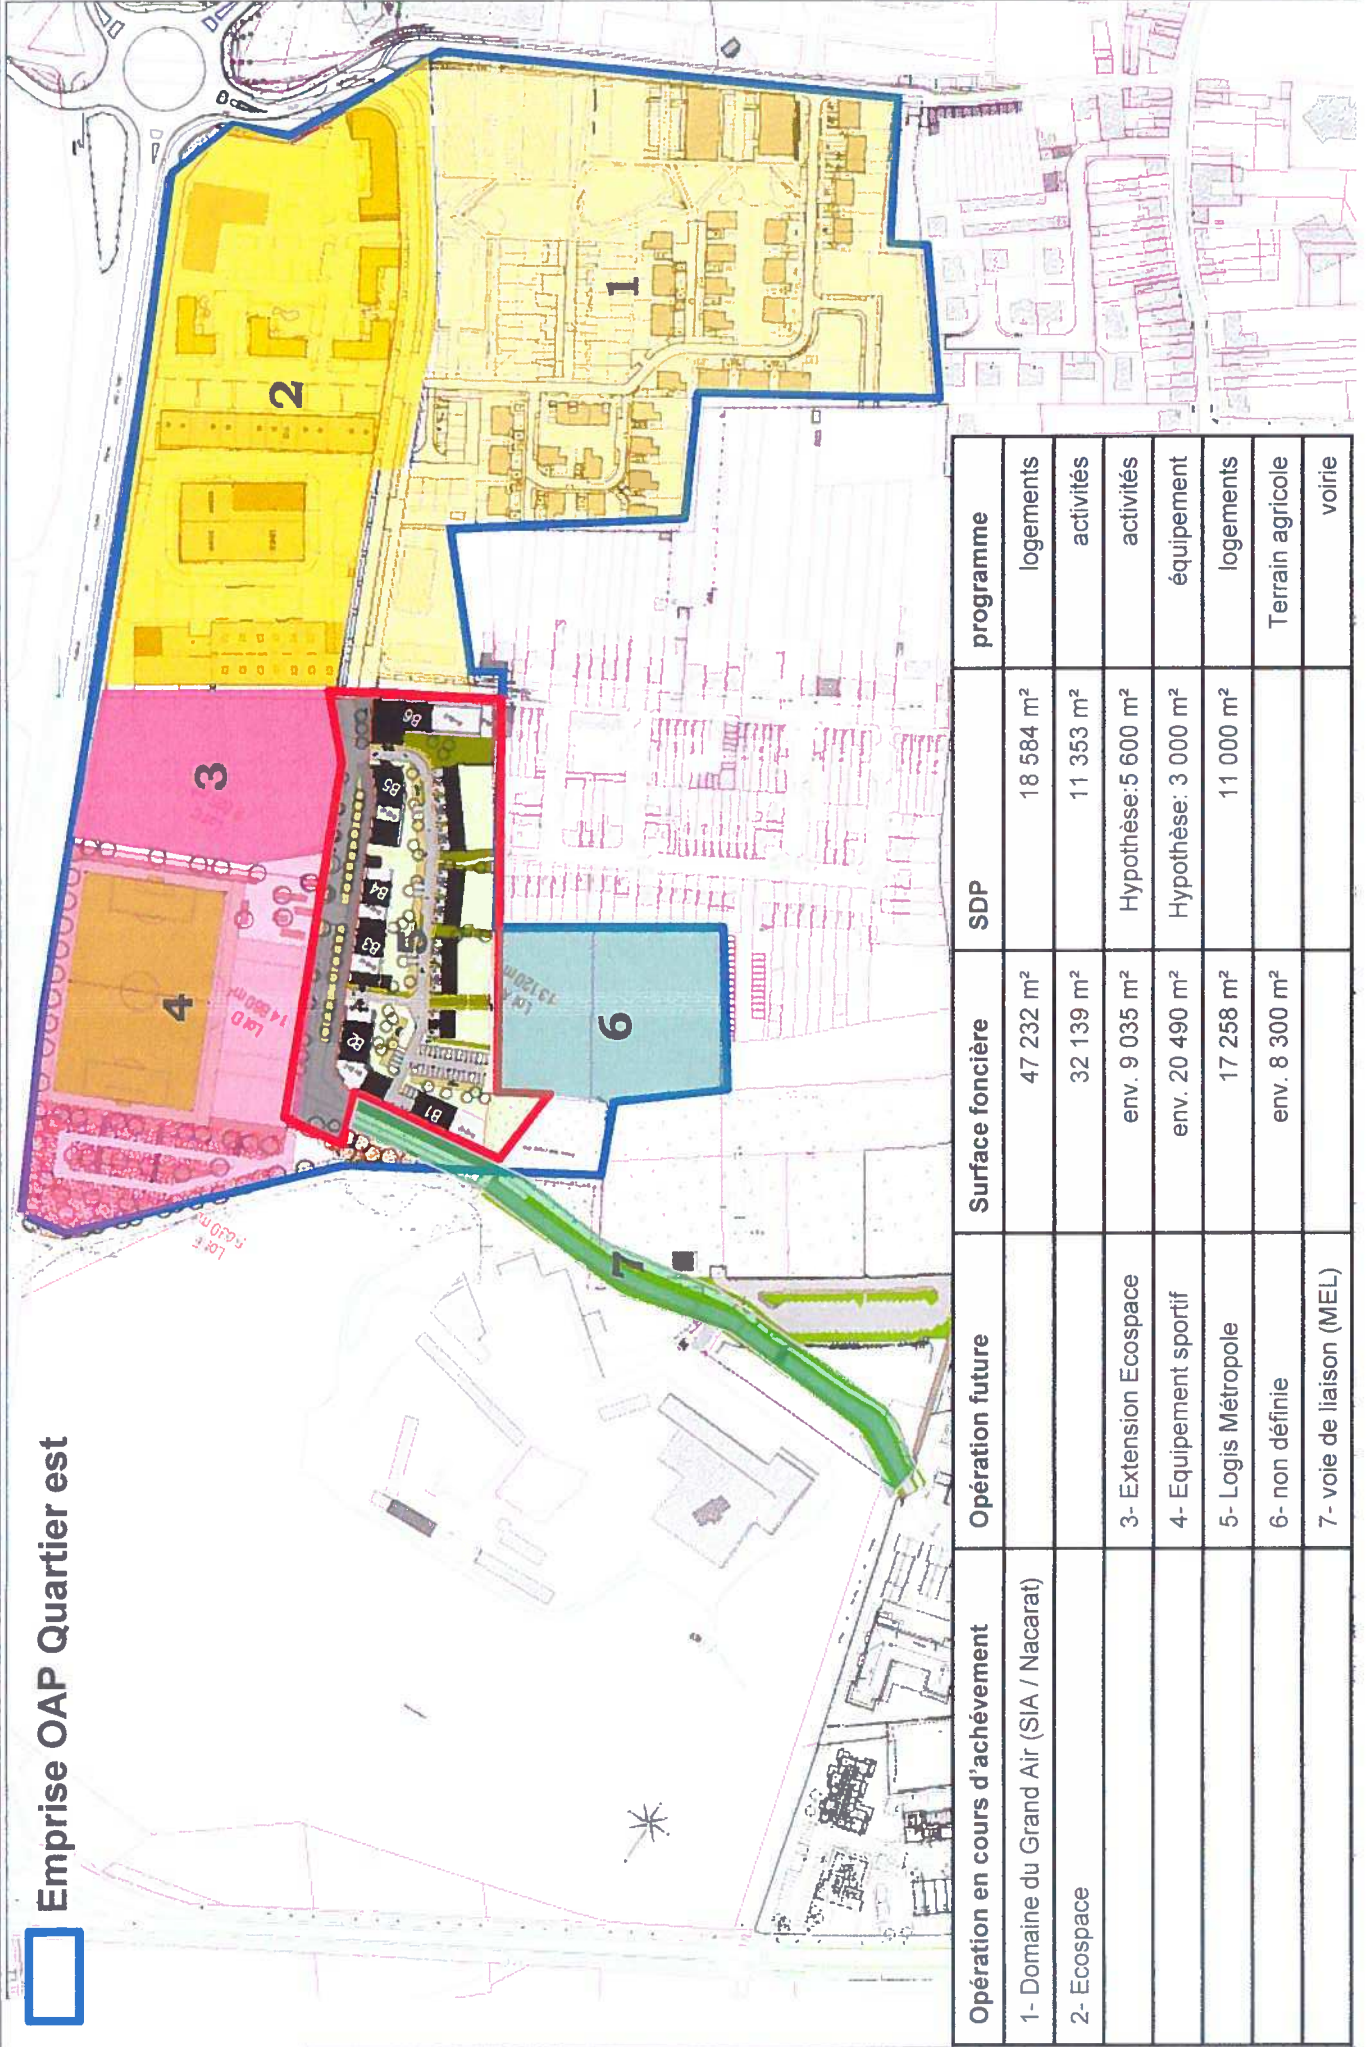 Emprise OAP Quartier est
1
2
3
4
Lot D
14 880 m²
Lot F
B1
B2
B3
B4
B5
B6
5
6
13120 m²
7
Opération en cours d'achévement Opération future Surface foncière SDP programme
1- Domaine du Grand Air (SIA / Nacarat) 47 232 m² 18 584 m² logements
2- Ecospace 32 139 m² 11 353 m² activités
3- Extension Ecospace env. 9 035 m² Hypothèse:5 600 m² activités
4- Equipement sportif env. 20 490 m² Hypothèse: 3 000 m² équipement
5- Logis Métropole 17 258 m² 11 000 m² logements
6- non définie env. 8 300 m² Terrain agricole
7- voie de liaison (MEL) voirie